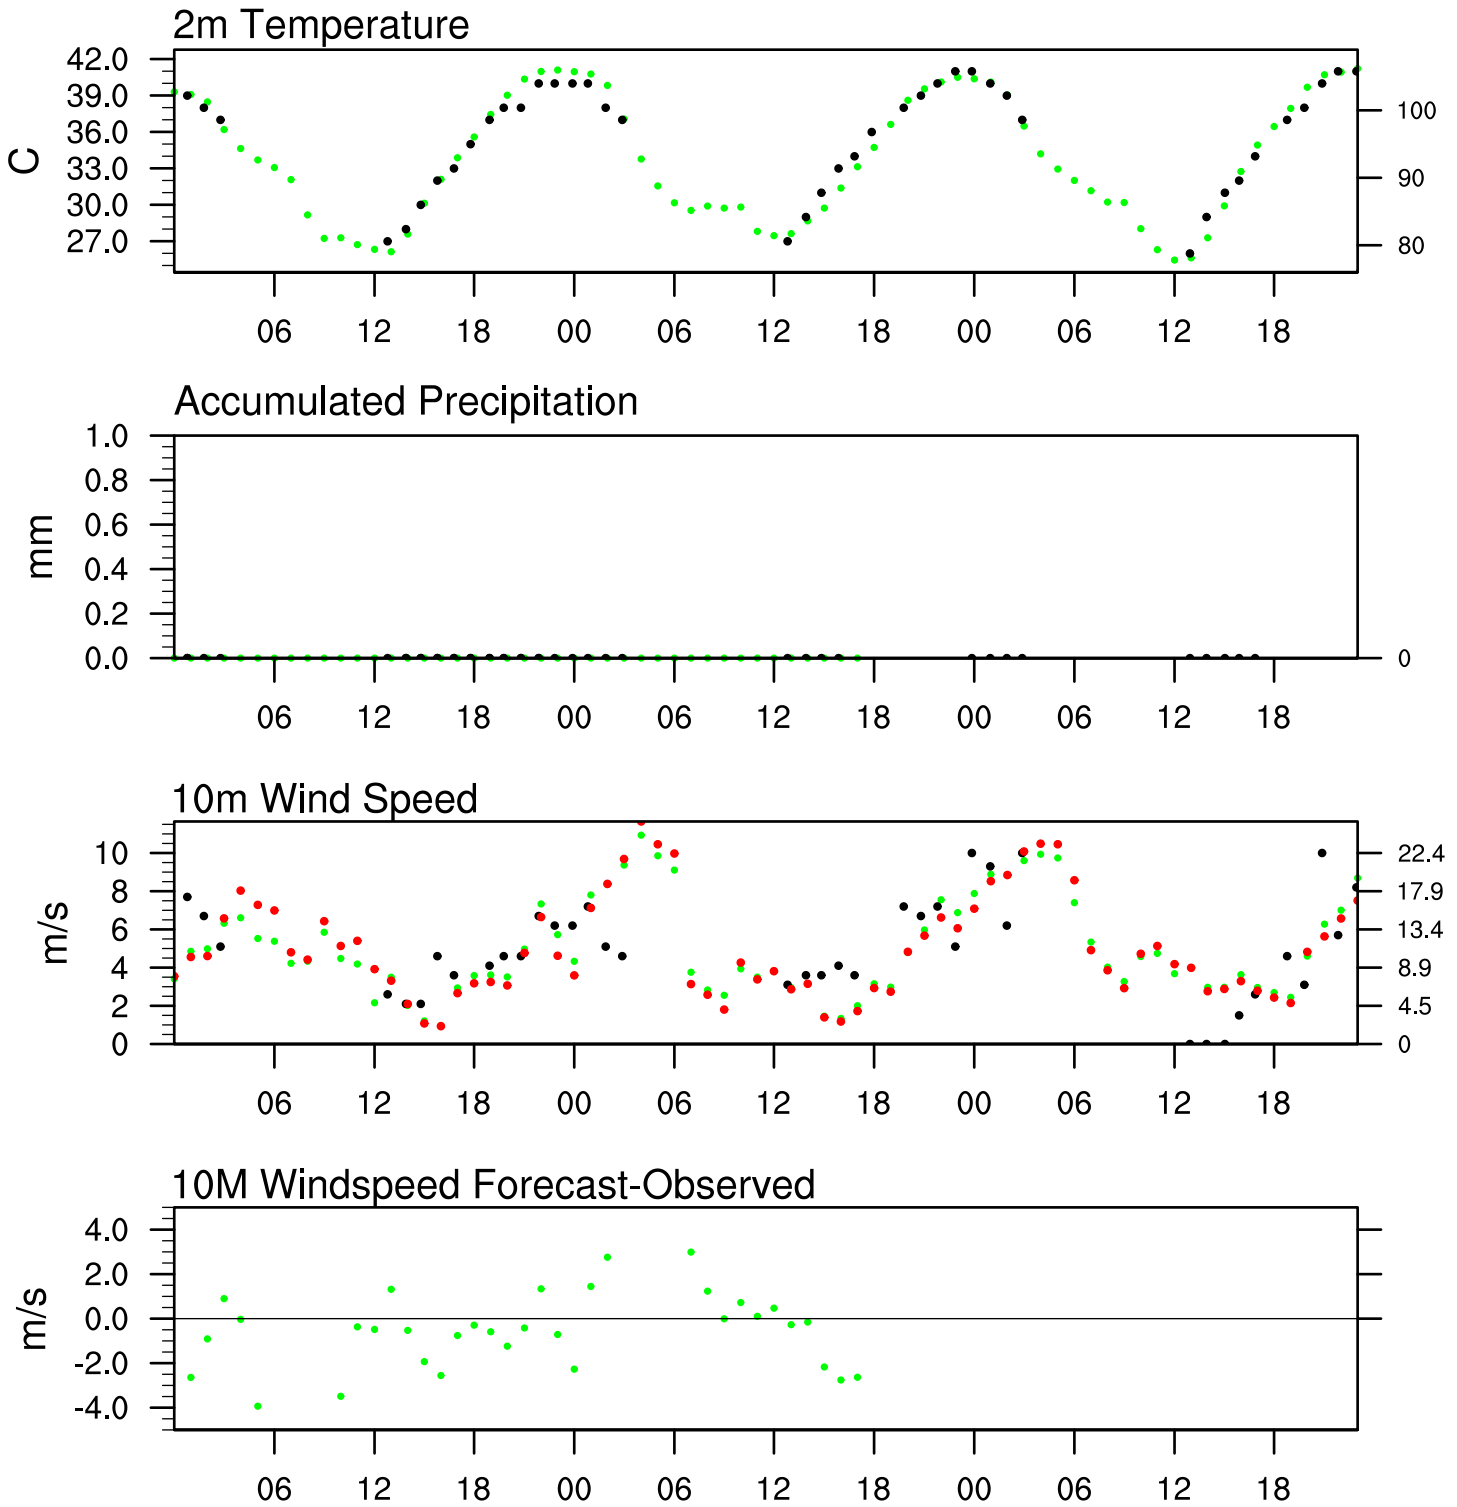 2m Temperature
42.0
39.0
36.0
33.0
30.0
27.0
C
100
90
80
06 12 18 00 06 12 18 00 06 12 18
Accumulated Precipitation
1.0
0.8
0.6
0.4
0.2
0.0
mm
0
06 12 18 00 06 12 18 00 06 12 18
10m Wind Speed
10
8
6
4
2
0
m/s
22.4
17.9
13.4
8.9
4.5
0
06 12 18 00 06 12 18 00 06 12 18
10M Windspeed Forecast-Observed
4.0
2.0
0.0
-2.0
-4.0
m/s
06 12 18 00 06 12 18 00 06 12 18